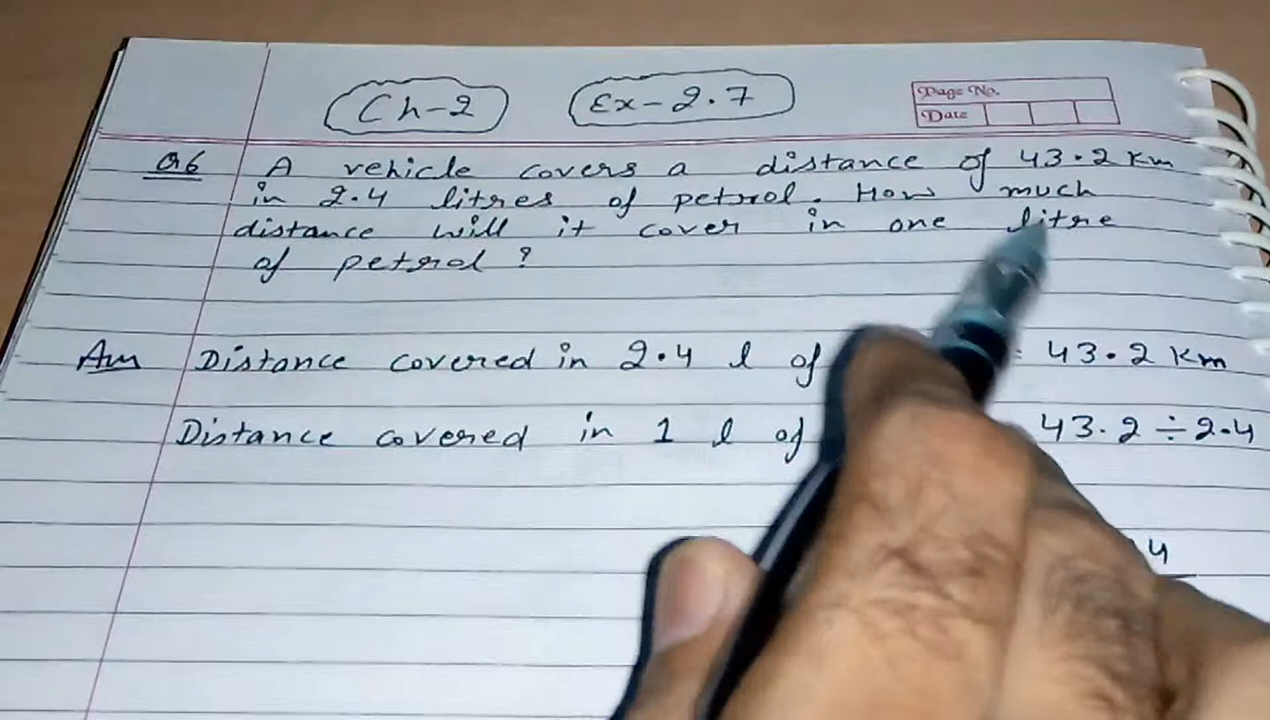 Ch-2 Ex-2.7
Page No.
Date
Q6 A vehicle covers a distance of 43.2 Km
in 2.4 litres of petrol. How much
distance will it cover in one litre
of petrol?
Ans Distance covered in 2.4 l of = 43.2 Km
Distance covered in 1 l of 43.2 ÷ 2.4
4